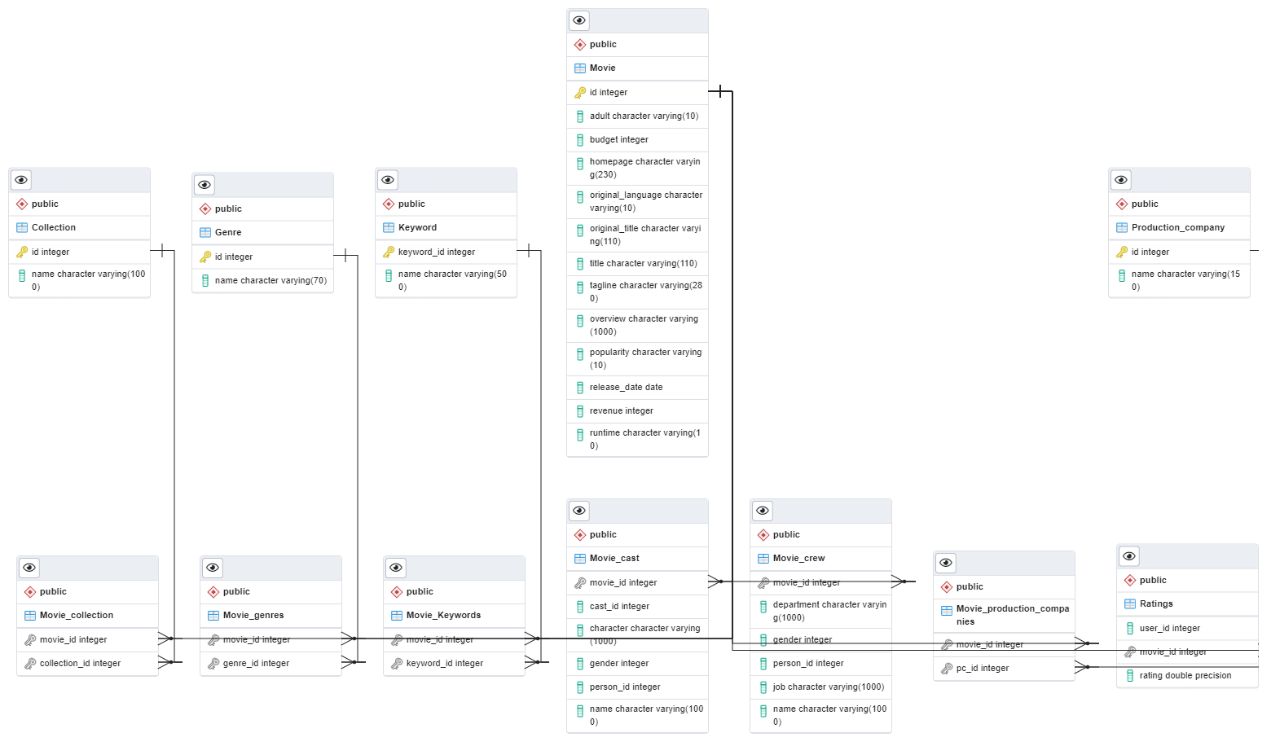 public
Movie
id integer
adult character varying(10)
budget integer
homepage character varyin
g(230)
original_language character
varying(10)
original_title character varyi
ng(110)
title character varying(110)
tagline character varying(28
0)
overview character varying
(1000)
popularity character varying
(10)
release_date date
revenue integer
runtime character varying(1
0)
public
Collection
id integer
name character varying(100
0)
public
Genre
id integer
name character varying(70)
public
Keyword
keyword_id integer
name character varying(50
0)
public
Production_company
id integer
name character varying(15
0)
public
Movie_collection
movie_id integer
collection_id integer
public
Movie_genres
movie_id integer
genre_id integer
public
Movie_Keywords
movie_id integer
keyword_id integer
public
Movie_cast
movie_id integer
cast_id integer
character character varying
(1000)
gender integer
person_id integer
name character varying(100
0)
public
Movie_crew
movie_id integer
department character varyin
g(1000)
gender integer
person_id integer
job character varying(1000)
name character varying(100
0)
public
Movie_production_compa
nies
movie_id integer
pc_id integer
public
Ratings
user_id integer
movie_id integer
rating double precision